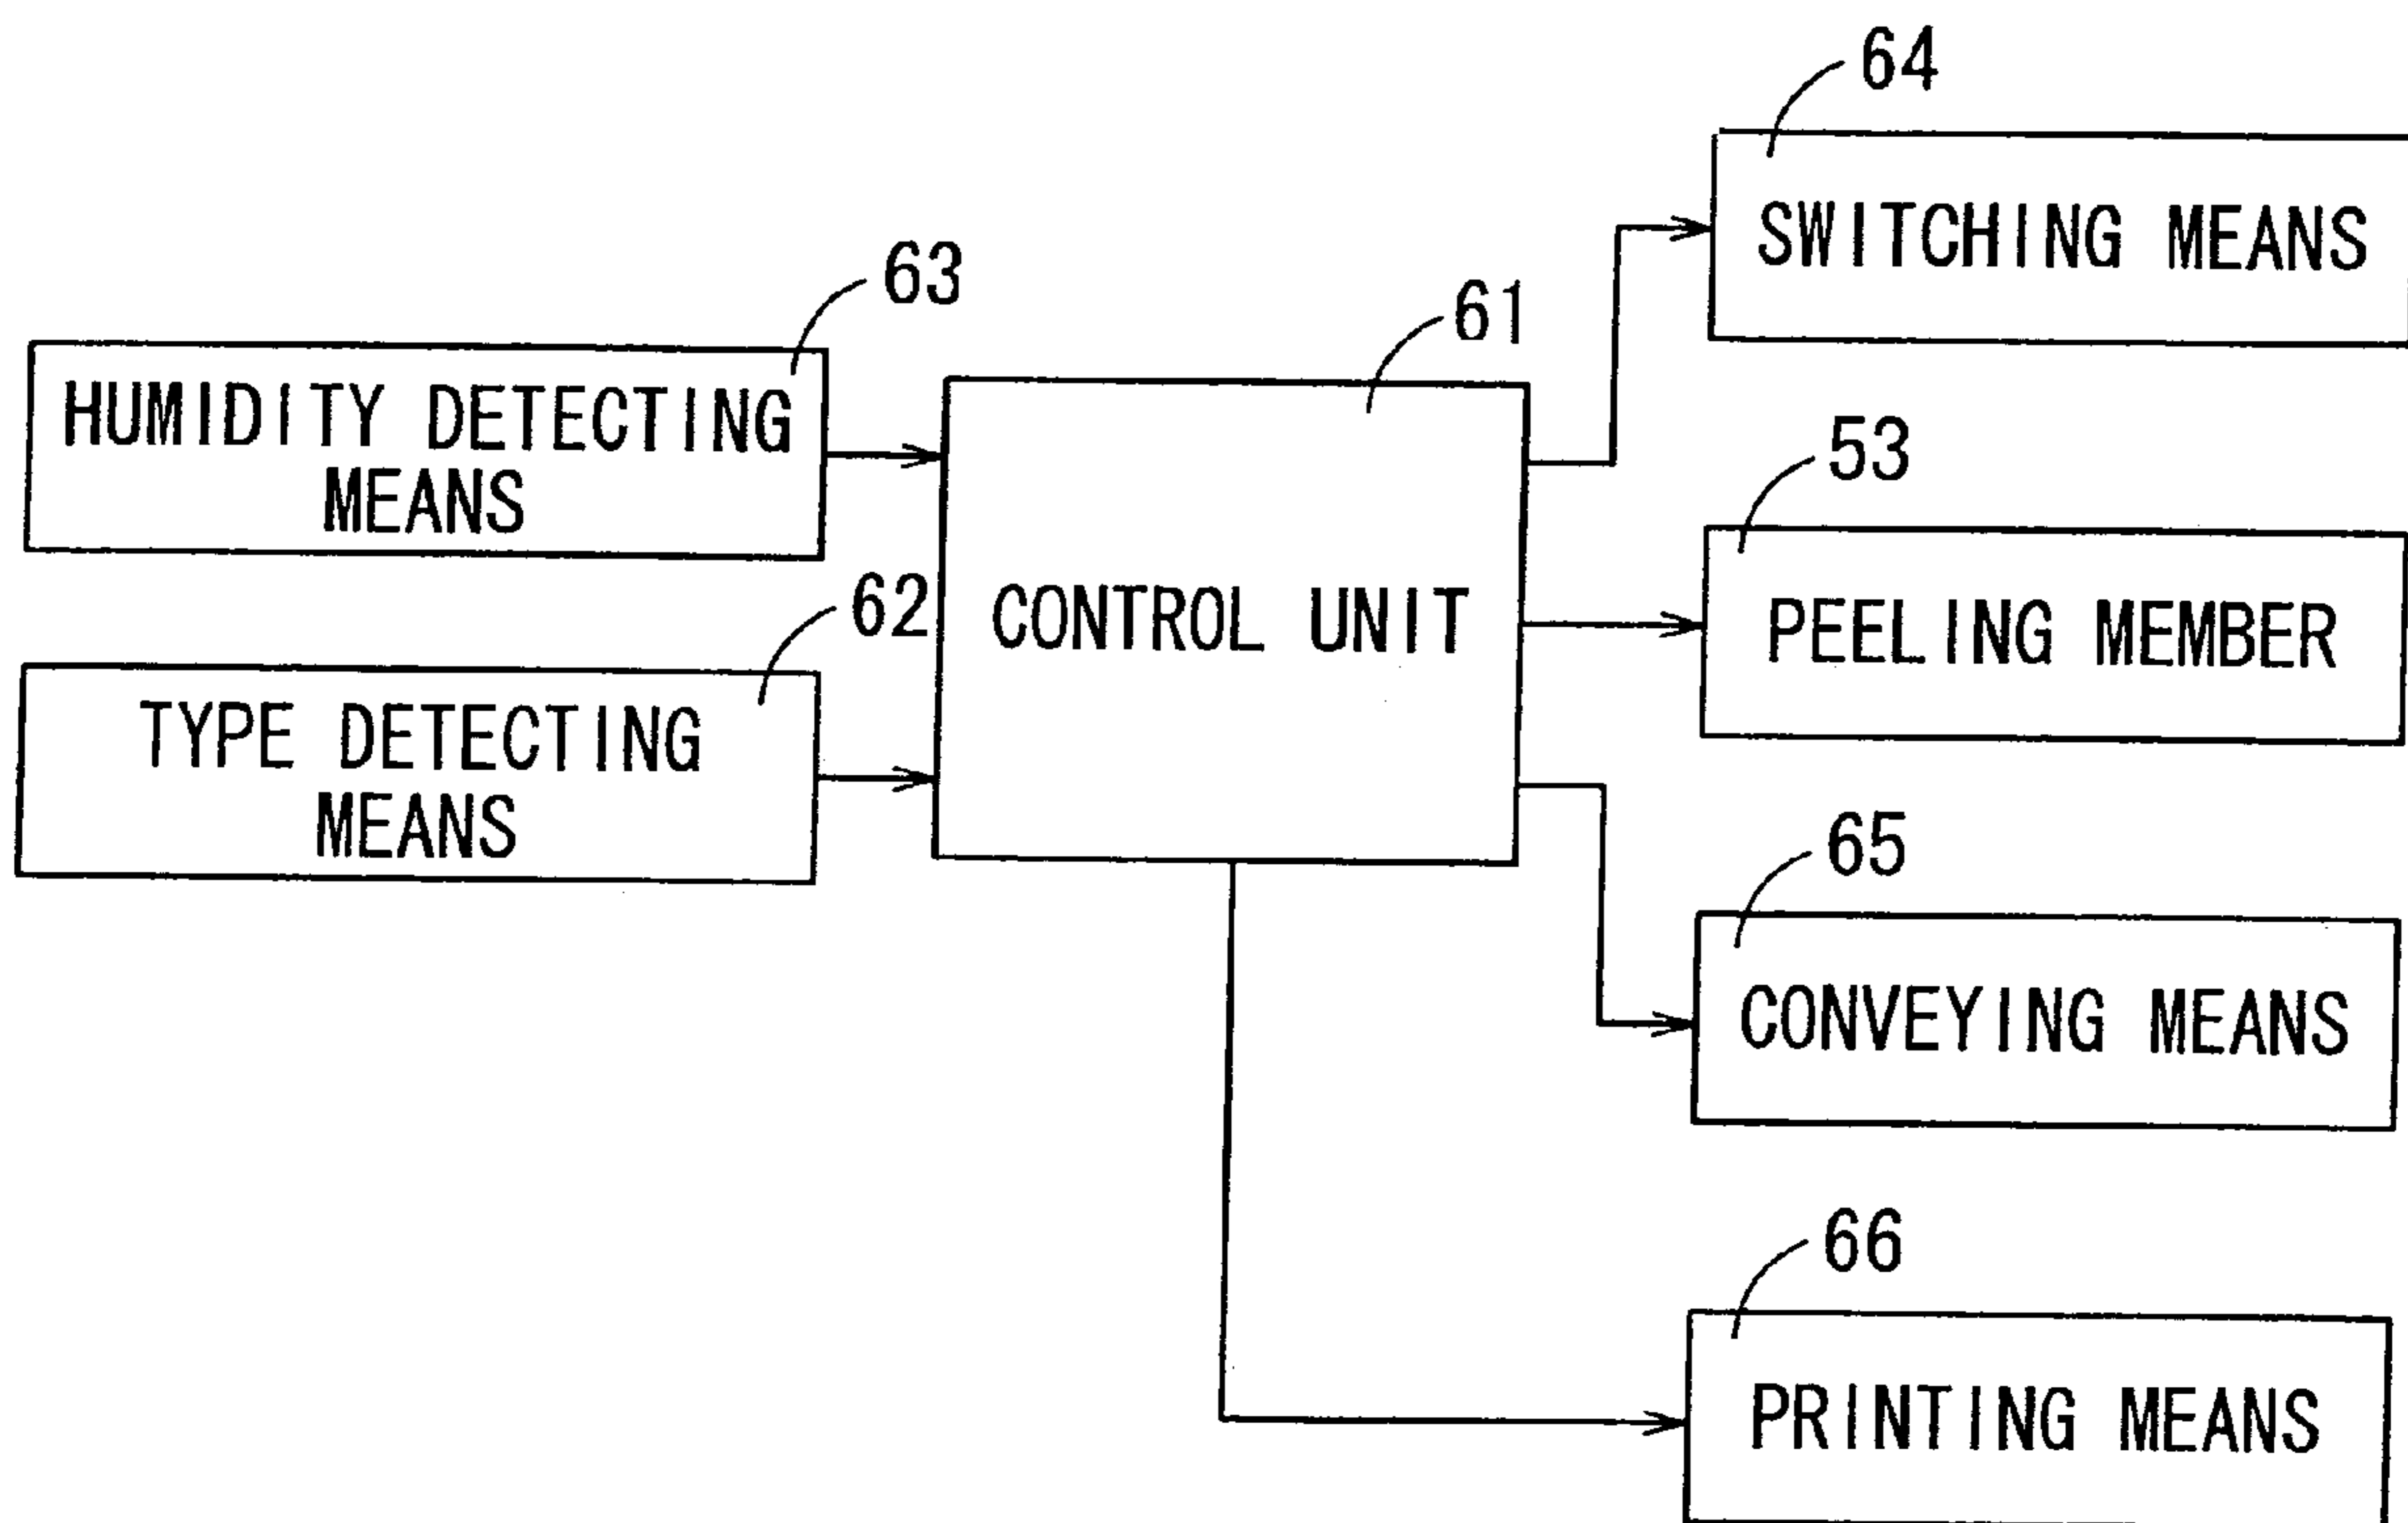 64
SWITCHING MEANS
63
HUMIDITY DETECTING
MEANS
61
CONTROL UNIT
53
PEELING MEMBER
62
TYPE DETECTING
MEANS
65
CONVEYING MEANS
66
PRINTING MEANS